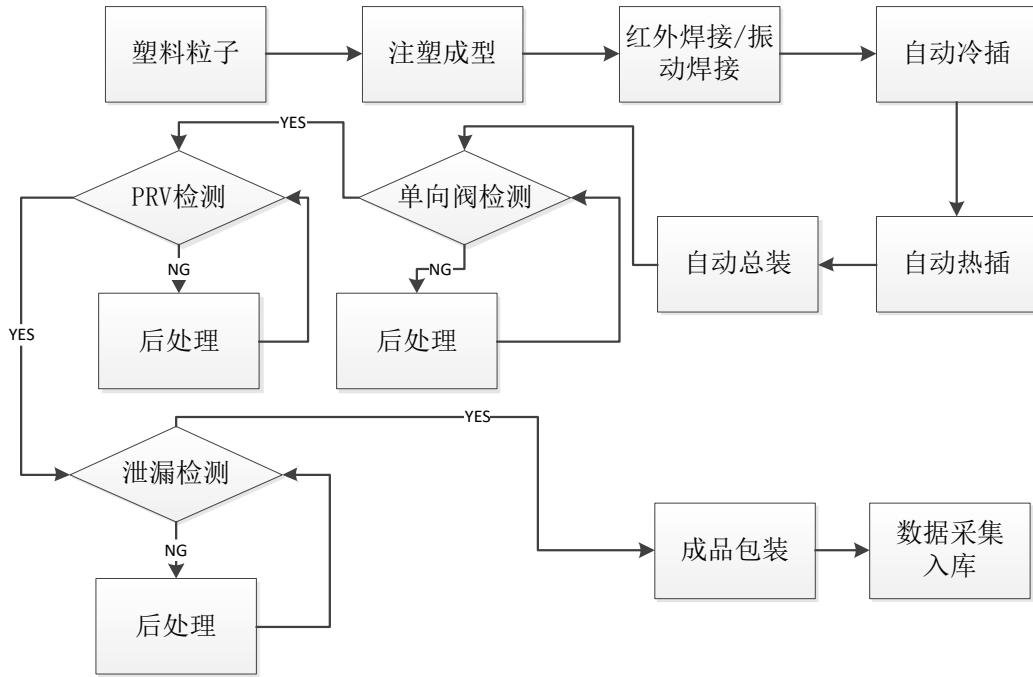 塑料粒子
注塑成型
红外焊接/振
动焊接
自动冷插
YES
PRV检测
单向阀检测
自动总装
自动热插
NG
NG
后处理
后处理
YES
YES
泄漏检测
NG
后处理
成品包装
数据采集
入库